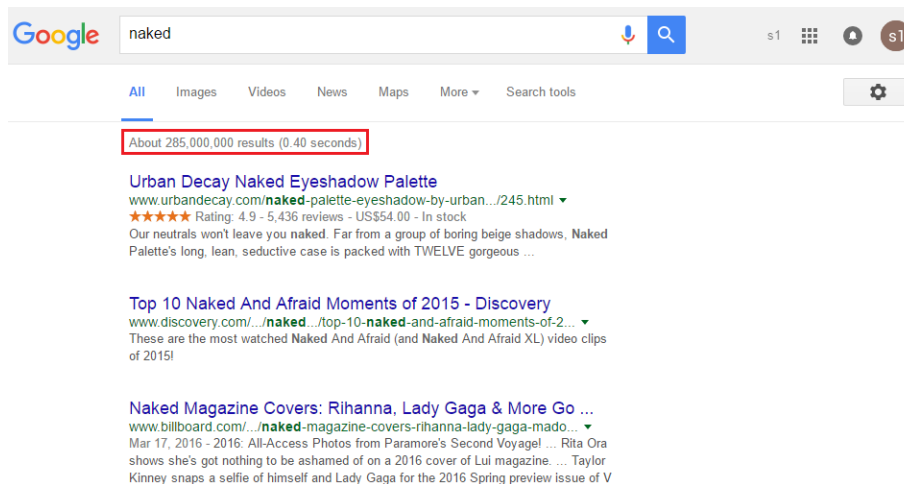 Google naked s1 s1
All Images Videos News Maps More Search tools
About 285,000,000 results (0.40 seconds)
Urban Decay Naked Eyeshadow Palette
www.urbandecay.com/naked-palette-eyeshadow-by-urban.../245.html
Rating: 4.9 - 5,436 reviews - US$54.00 - In stock
Our neutrals won't leave you naked. Far from a group of boring beige shadows, Naked
Palette's long, lean, seductive case is packed with TWELVE gorgeous ...
Top 10 Naked And Afraid Moments of 2015 - Discovery
www.discovery.com/.../naked.../top-10-naked-and-afraid-moments-of-2...
These are the most watched Naked And Afraid (and Naked And Afraid XL) video clips
of 2015!
Naked Magazine Covers: Rihanna, Lady Gaga & More Go ...
www.billboard.com/.../naked-magazine-covers-rihanna-lady-gaga-mado...
Mar 17, 2016 - 2016: All-Access Photos from Paramore's Second Voyage! ... Rita Ora
shows she's got nothing to be ashamed of on a 2016 cover of Lui magazine. ... Taylor
Kinney snaps a selfie of himself and Lady Gaga for the 2016 Spring preview issue of V